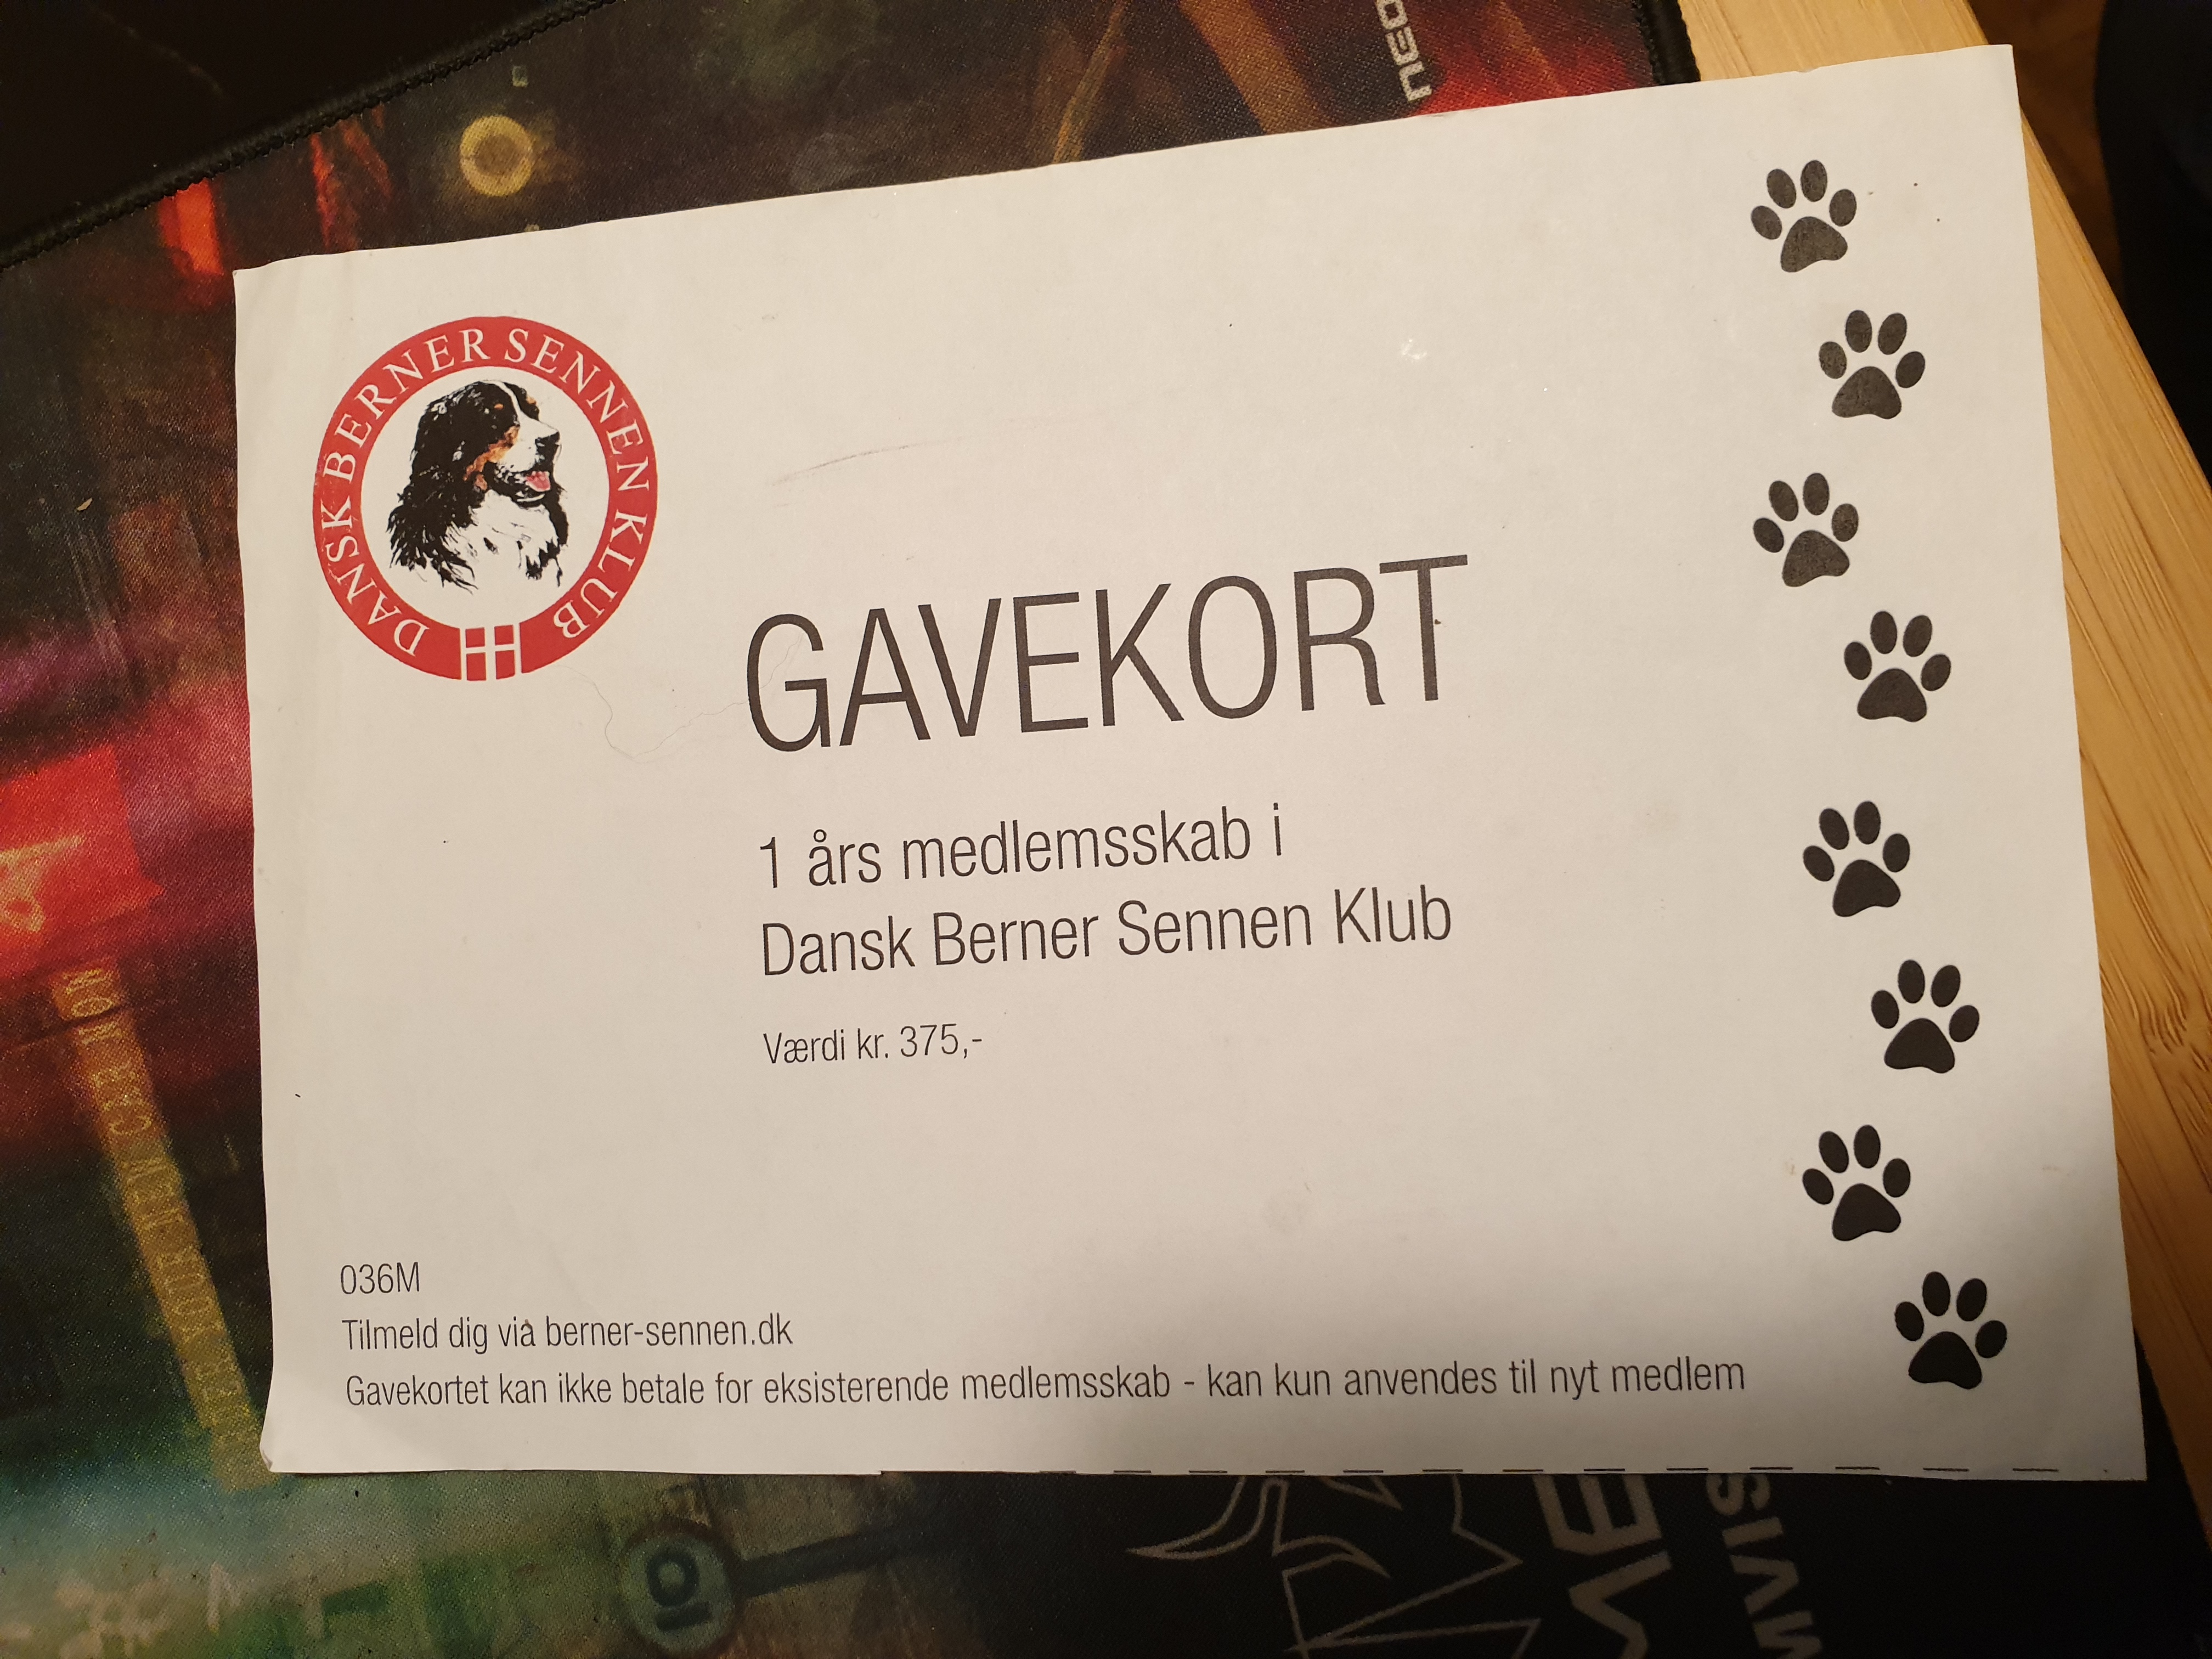 DANSK BERNER SENNEN KLUB
GAVEKORT
1 års medlemsskab i
Dansk Berner Sennen Klub
Værdi kr. 375,-
036M
Tilmeld dig via berner-sennen.dk
Gavekortet kan ikke betale for eksisterende medlemsskab - kan kun anvendes til nyt medlem